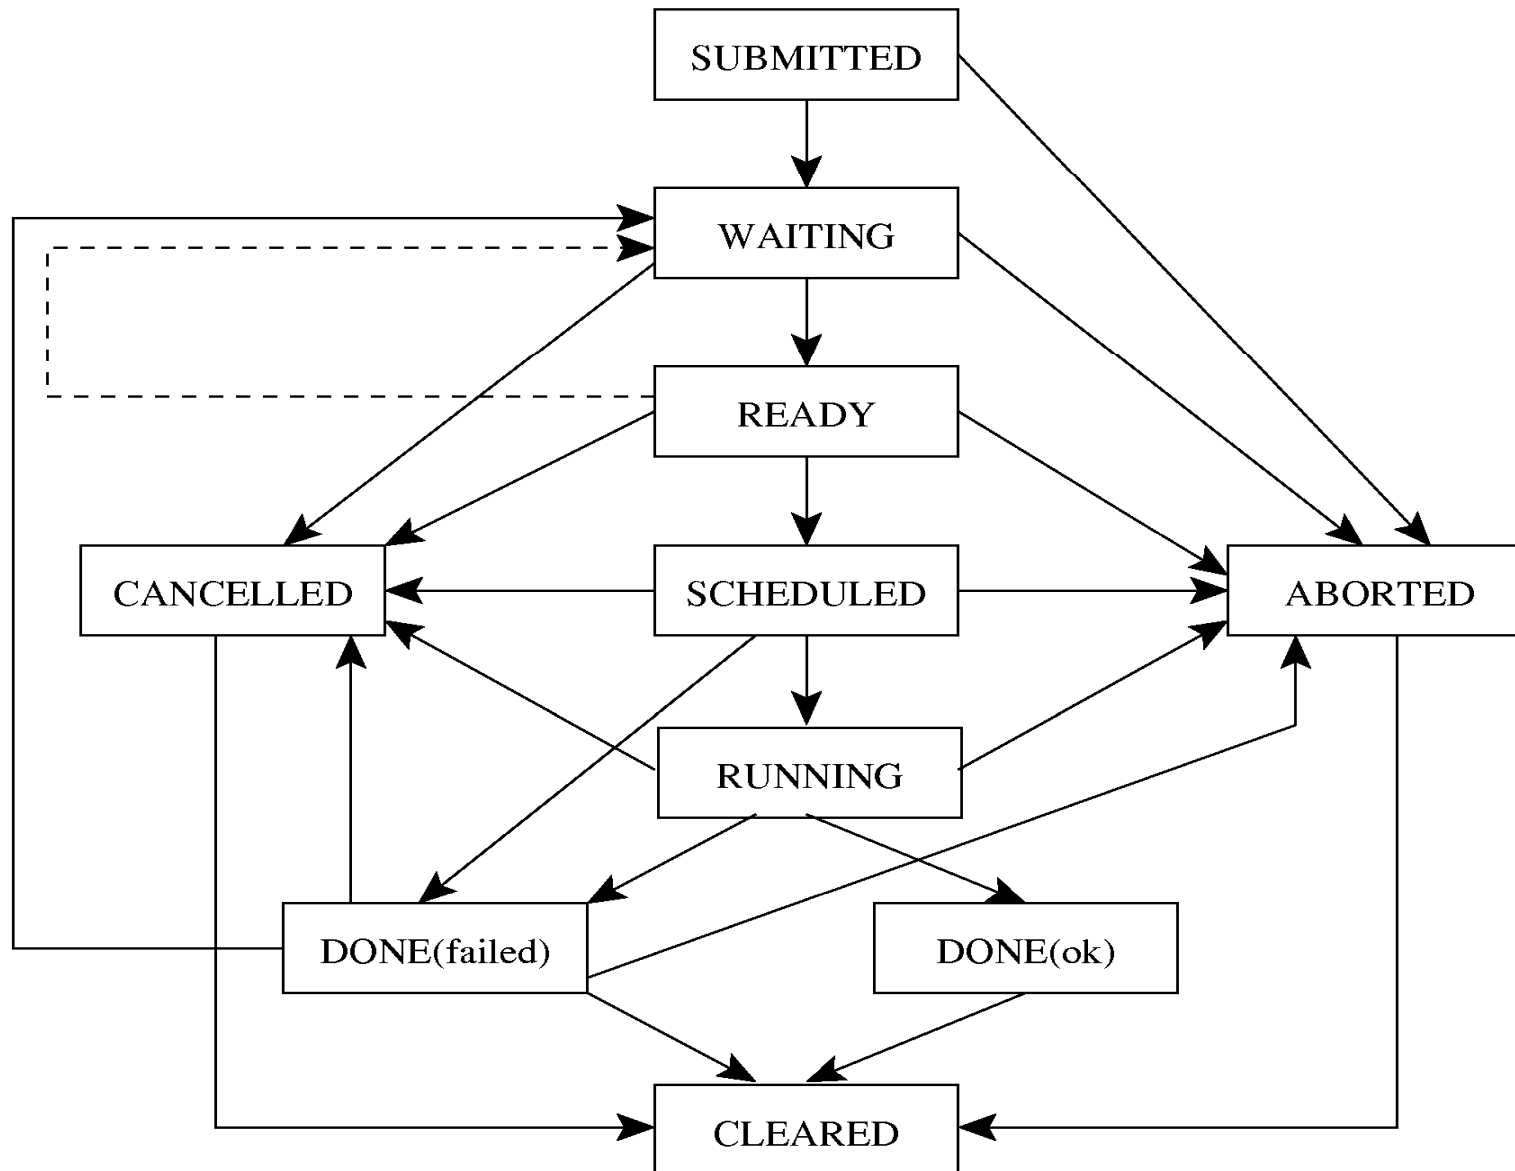 SUBMITTED
WAITING
READY
CANCELLED
SCHEDULED
ABORTED
RUNNING
DONE(failed)
DONE(ok)
CLEARED